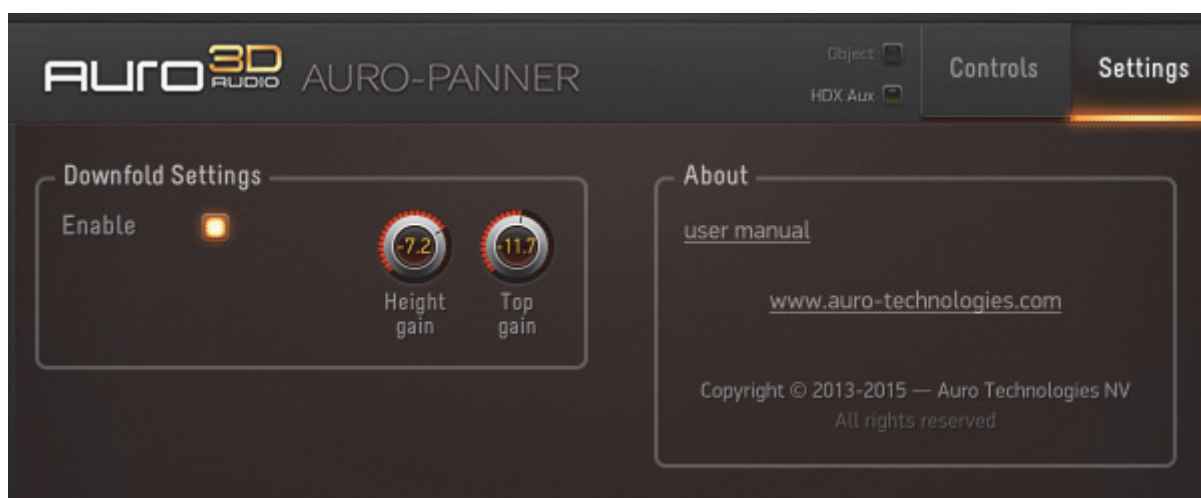 AURO 3D AUDIO AURO-PANNER
Object
HDX Aux
Controls
Settings
Downfold Settings
Enable
-7.2
Height
gain
-11.7
Top
gain
About
user manual
www.auro-technologies.com
Copyright © 2013-2015 — Auro Technologies NV
All rights reserved